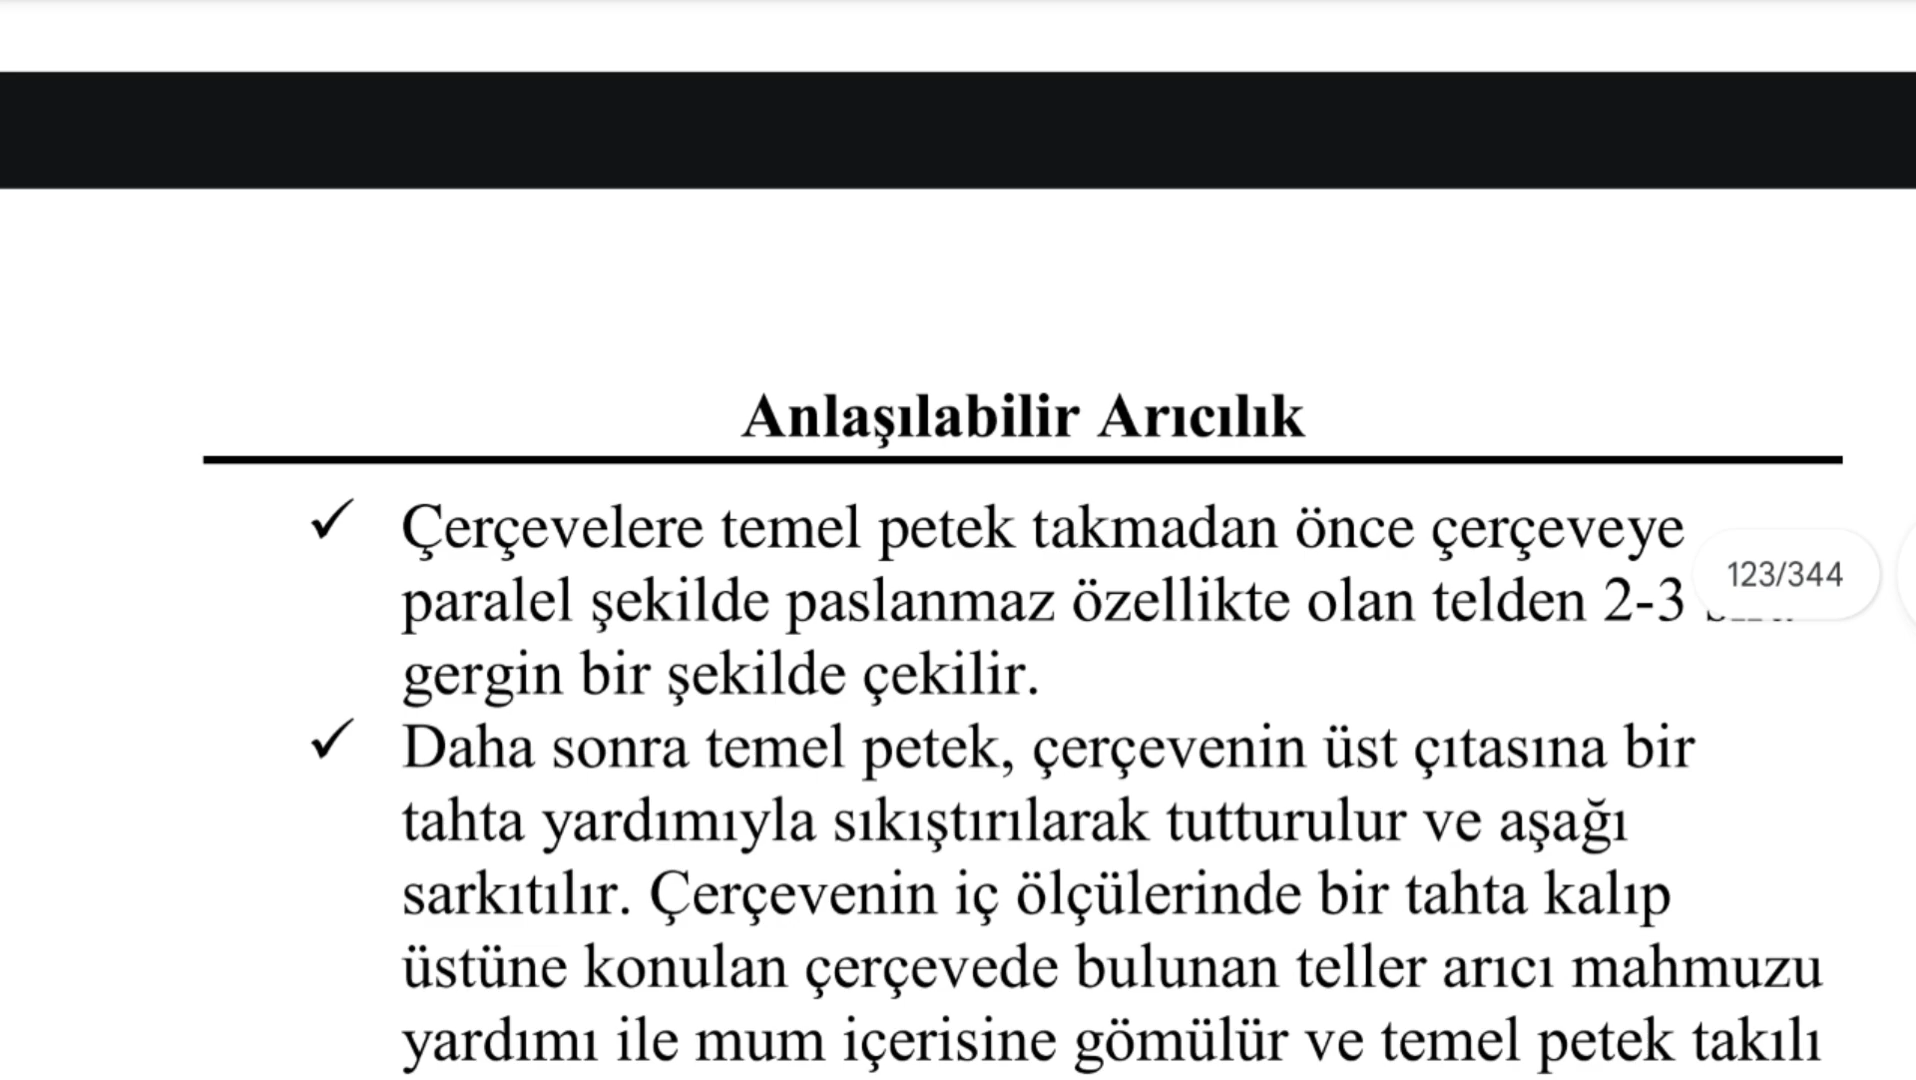 Anlaşılabilir Arıcılık
✓ Çerçevelere temel petek takmadan önce çerçeveye
123/344
paralel şekilde paslanmaz özellikte olan telden 2-3
gergin bir şekilde çekilir.
✓ Daha sonra temel petek, çerçevenin üst çıtasına bir
tahta yardımıyla sıkıştırılarak tutturulur ve aşağı
sarkıtılır. Çerçevenin iç ölçülerinde bir tahta kalıp
üstüne konulan çerçevede bulunan teller arıcı mahmuzu
yardımı ile mum içerisine gömülür ve temel petek takılı